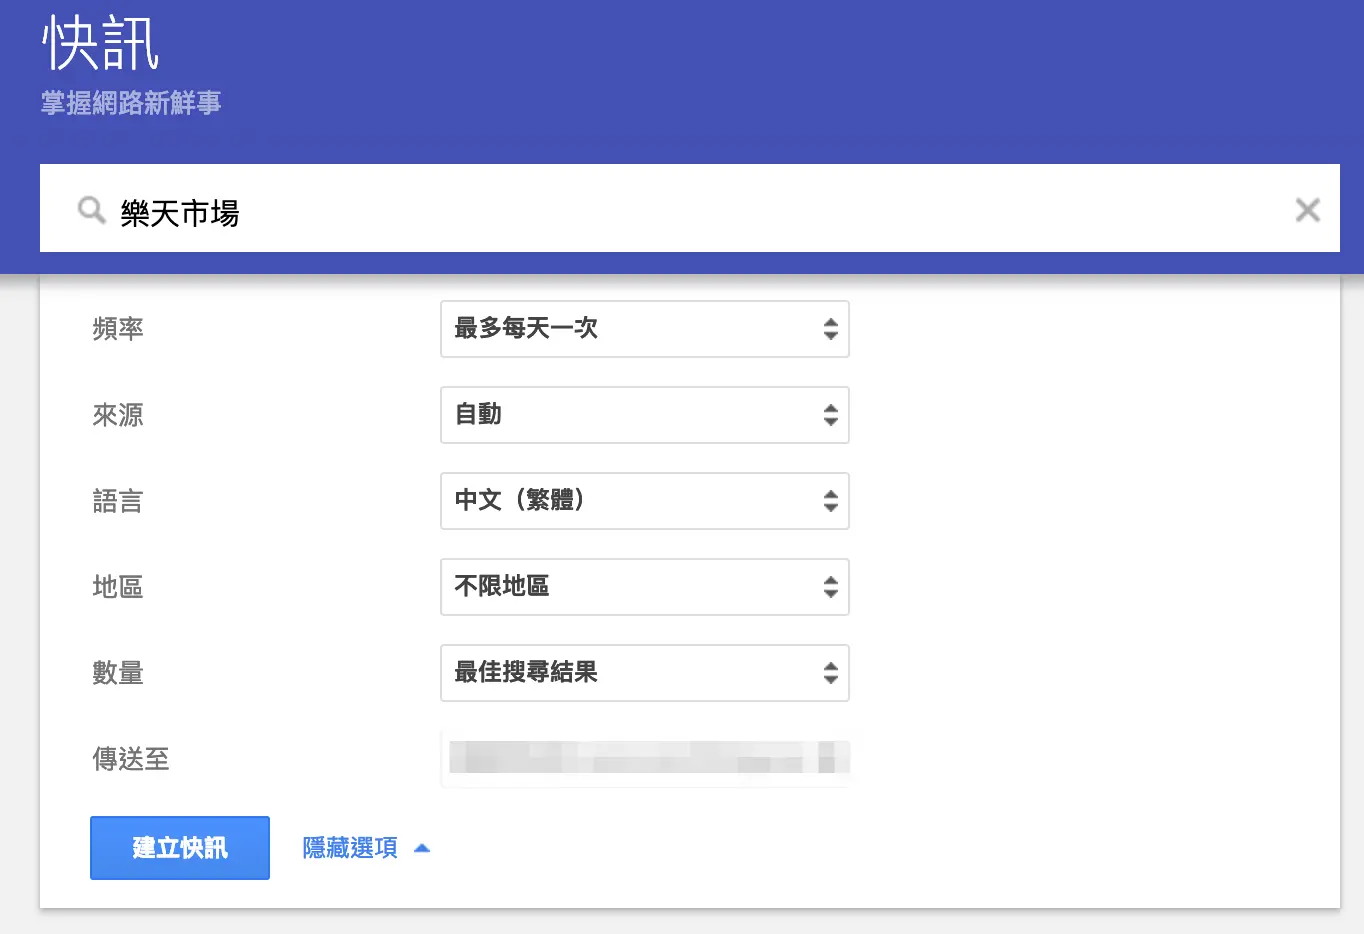 快訊
掌握網路新鮮事
樂天市場
頻率 最多每天一次
來源 自動
語言 中文（繁體）
地區 不限地區
數量 最佳搜尋結果
傳送至
建立快訊 隱藏選項